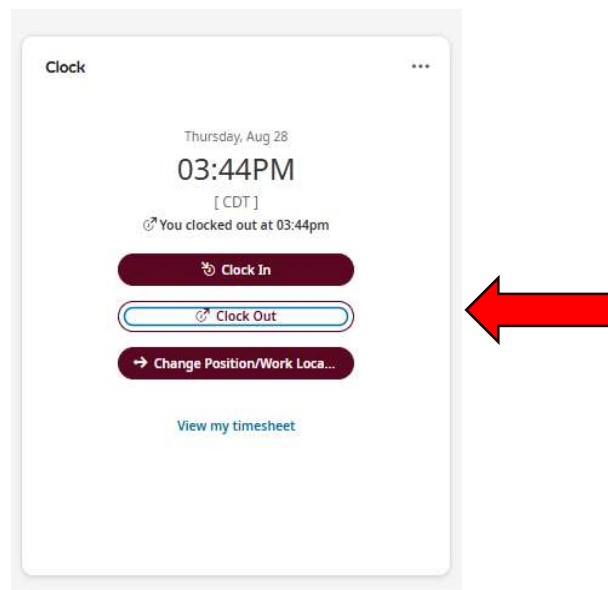 Clock
Thursday, Aug 28
03:44PM
[ CDT ]
You clocked out at 03:44pm
Clock In
Clock Out
Change Position/Work Loca...
View my timesheet